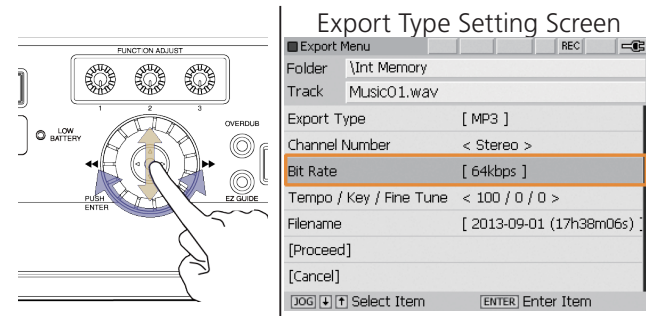 FUNCTION ADJUST
1 2 3
LOW
BATTERY
OVERDUB
PUSH
ENTER
EZ GUIDE
Export Type Setting Screen
Export Menu REC
Folder \Int Memory
Track Music01.wav
Export Type [ MP3 ]
Channel Number < Stereo >
Bit Rate [ 64kbps ]
Tempo / Key / Fine Tune < 100 / 0 / 0 >
Filename [ 2013-09-01 (17h38m06s) ]
[Proceed]
[Cancel]
JOG ↓ ↑ Select Item ENTER Enter Item